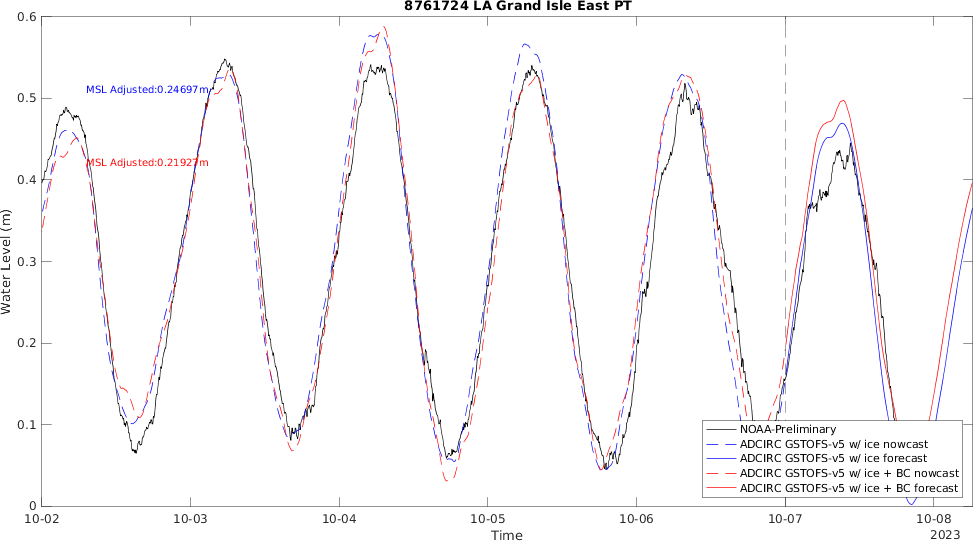 8761724 LA Grand Isle East PT
0.6
0.5
0.4
0.3
0.2
0.1
0
Water Level (m)
MSL Adjusted:0.24697m
MSL Adjusted:0.21927m
NOAA-Preliminary
ADCIRC GSTOFS-v5 w/ ice nowcast
ADCIRC GSTOFS-v5 w/ ice forecast
ADCIRC GSTOFS-v5 w/ ice + BC nowcast
ADCIRC GSTOFS-v5 w/ ice + BC forecast
10-02 10-03 10-04 10-05 10-06 10-07 10-08
2023
Time